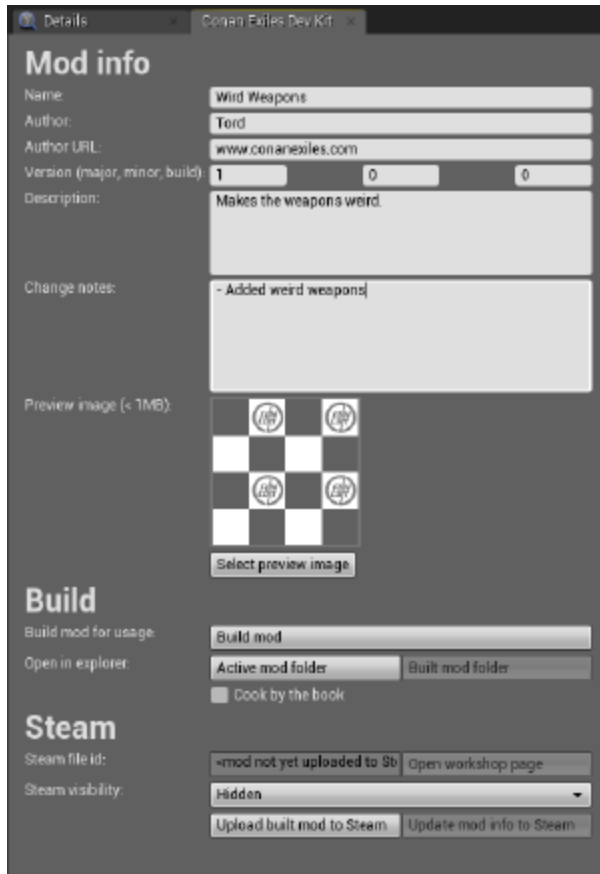 Details
Conan Exiles Dev Kit
Mod info
Name: Wird Weapons
Author: Tord
Author URL: www.conanexiles.com
Version (major, minor, build): 1 0 0
Description: Makes the weapons weird.
Change notes: - Added weird weapons
Preview image (< 1MB):
Select preview image
Build
Build mod for usage: Build mod
Open in explorer: Active mod folder Built mod folder
Cook by the book
Steam
Steam file id: <mod not yet uploaded to St Open workshop page
Steam visibility: Hidden
Upload built mod to Steam Update mod info to Steam